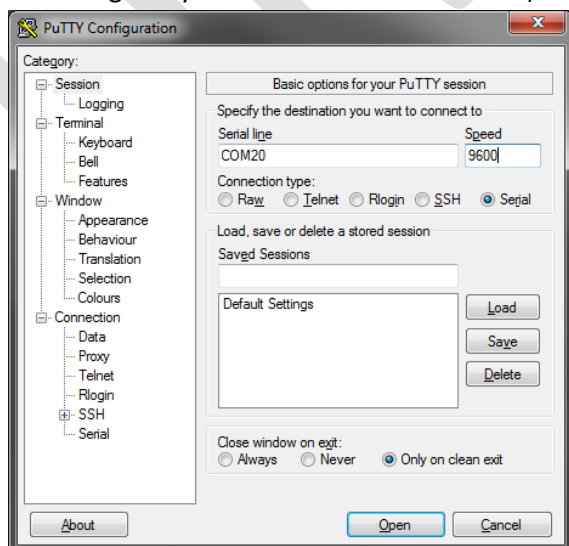 PuTTY Configuration
Category:
Session
Logging
Terminal
Keyboard
Bell
Features
Window
Appearance
Behaviour
Translation
Selection
Colours
Connection
Data
Proxy
Telnet
Rlogin
SSH
Serial
Basic options for your PuTTY session
Specify the destination you want to connect to
Serial line Speed
COM20 9600
Connection type:
Raw Telnet Rlogin SSH Serial
Load, save or delete a stored session
Saved Sessions
Default Settings
Load
Save
Delete
Close window on exit:
Always Never Only on clean exit
About Open Cancel